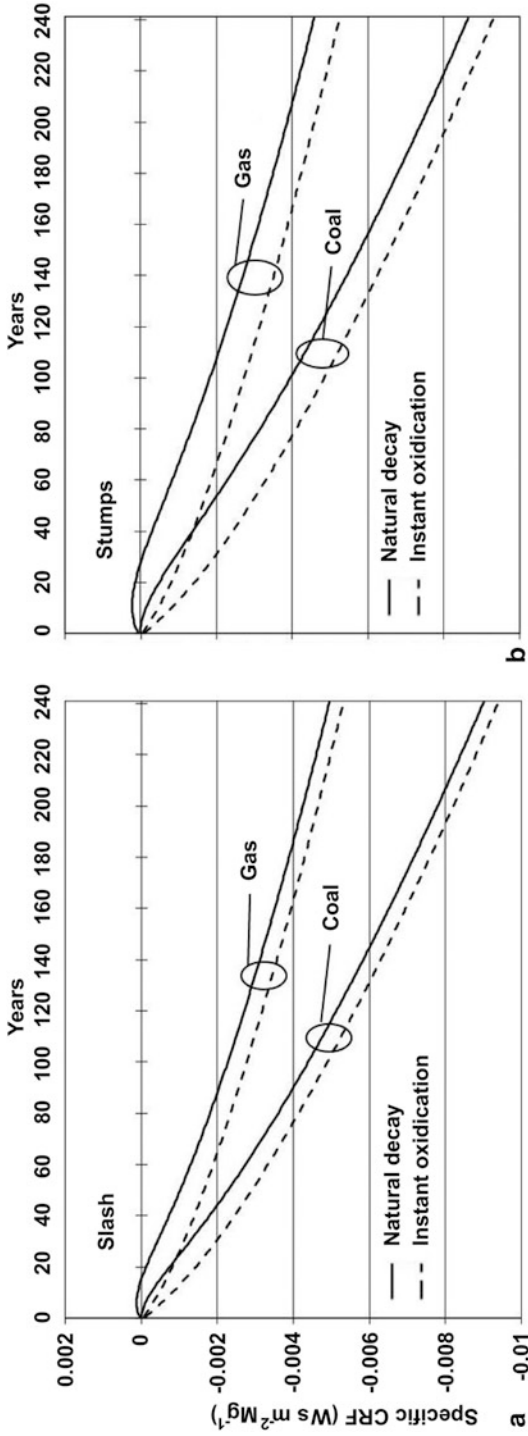 Years
0 20 40 60 80 100 120 140 160 180 200 220 240
0.002
0
-0.002
-0.004
-0.006
-0.008
-0.01
Specific CRF (W s m-2 Mg-1)
Slash
Gas
Coal
Natural decay
Instant oxidication
a
Years
0 20 40 60 80 100 120 140 160 180 200 220 240
Stumps
Gas
Coal
Natural decay
Instant oxidication
b